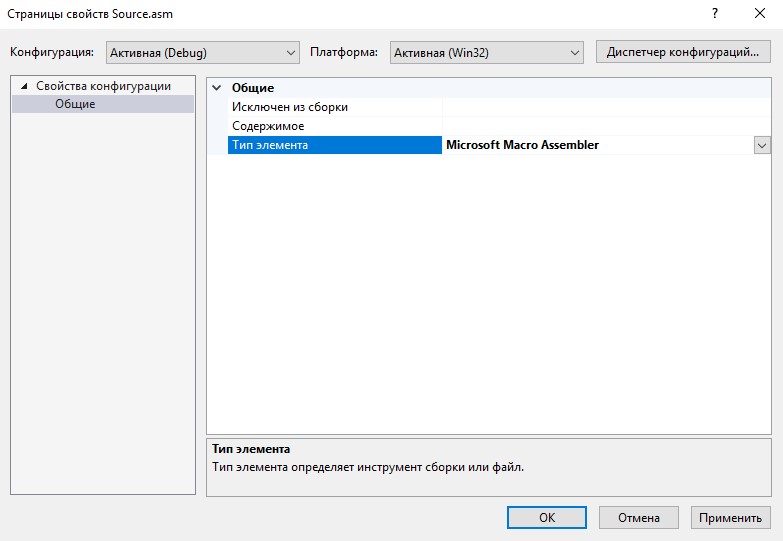 Страницы свойств Source.asm
Конфигурация: Активная (Debug) Платформа: Активная (Win32) Диспетчер конфигураций...
Свойства конфигурации
Общие
Общие
Исключен из сборки
Содержимое
Тип элемента Microsoft Macro Assembler
Тип элемента
Тип элемента определяет инструмент сборки или файл.
ОК Отмена Применить